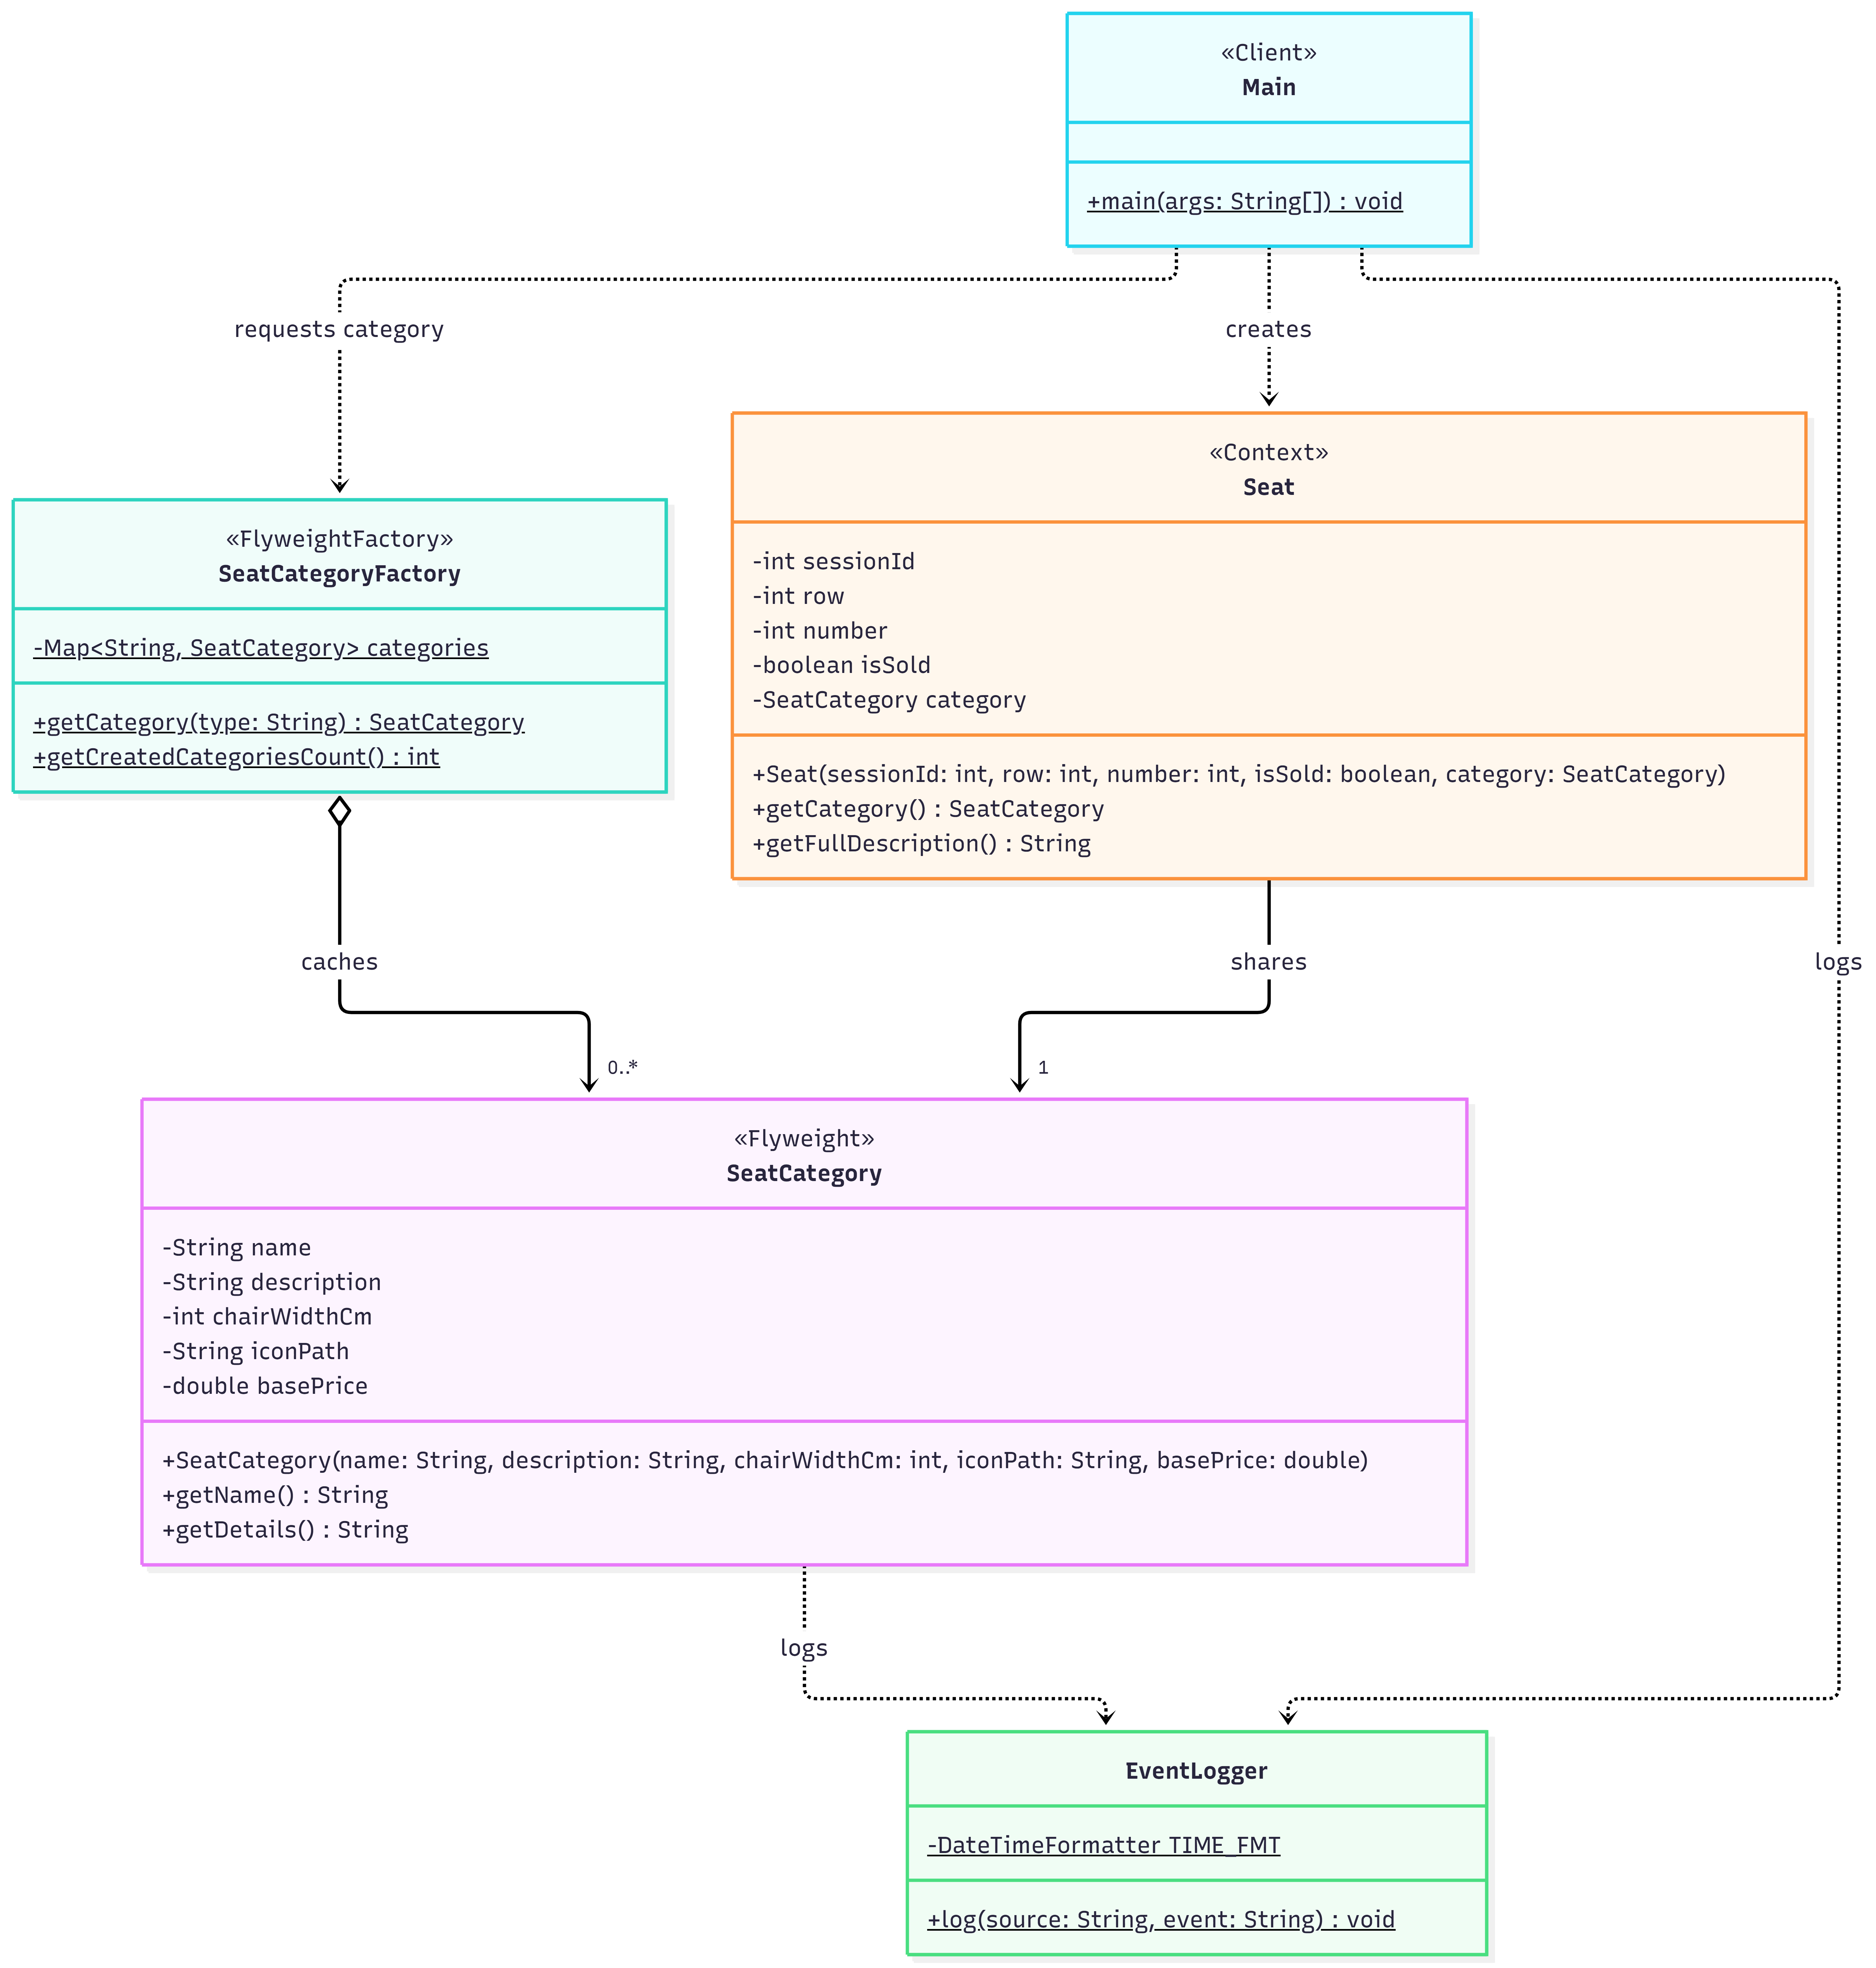 «Client»
Main
+main(args: String[]) : void
requests category
creates
«FlyweightFactory»
SeatCategoryFactory
-Map<String, SeatCategory> categories
+getCategory(type: String) : SeatCategory
+getCreatedCategoriesCount() : int
«Context»
Seat
-int sessionId
-int row
-int number
-boolean isSold
-SeatCategory category
+Seat(sessionId: int, row: int, number: int, isSold: boolean, category: SeatCategory)
+getCategory() : SeatCategory
+getFullDescription() : String
caches
shares
logs
0..*
1
«Flyweight»
SeatCategory
-String name
-String description
-int chairWidthCm
-String iconPath
-double basePrice
+SeatCategory(name: String, description: String, chairWidthCm: int, iconPath: String, basePrice: double)
+getName() : String
+getDetails() : String
logs
EventLogger
-DateTimeFormatter TIME_FMT
+log(source: String, event: String) : void